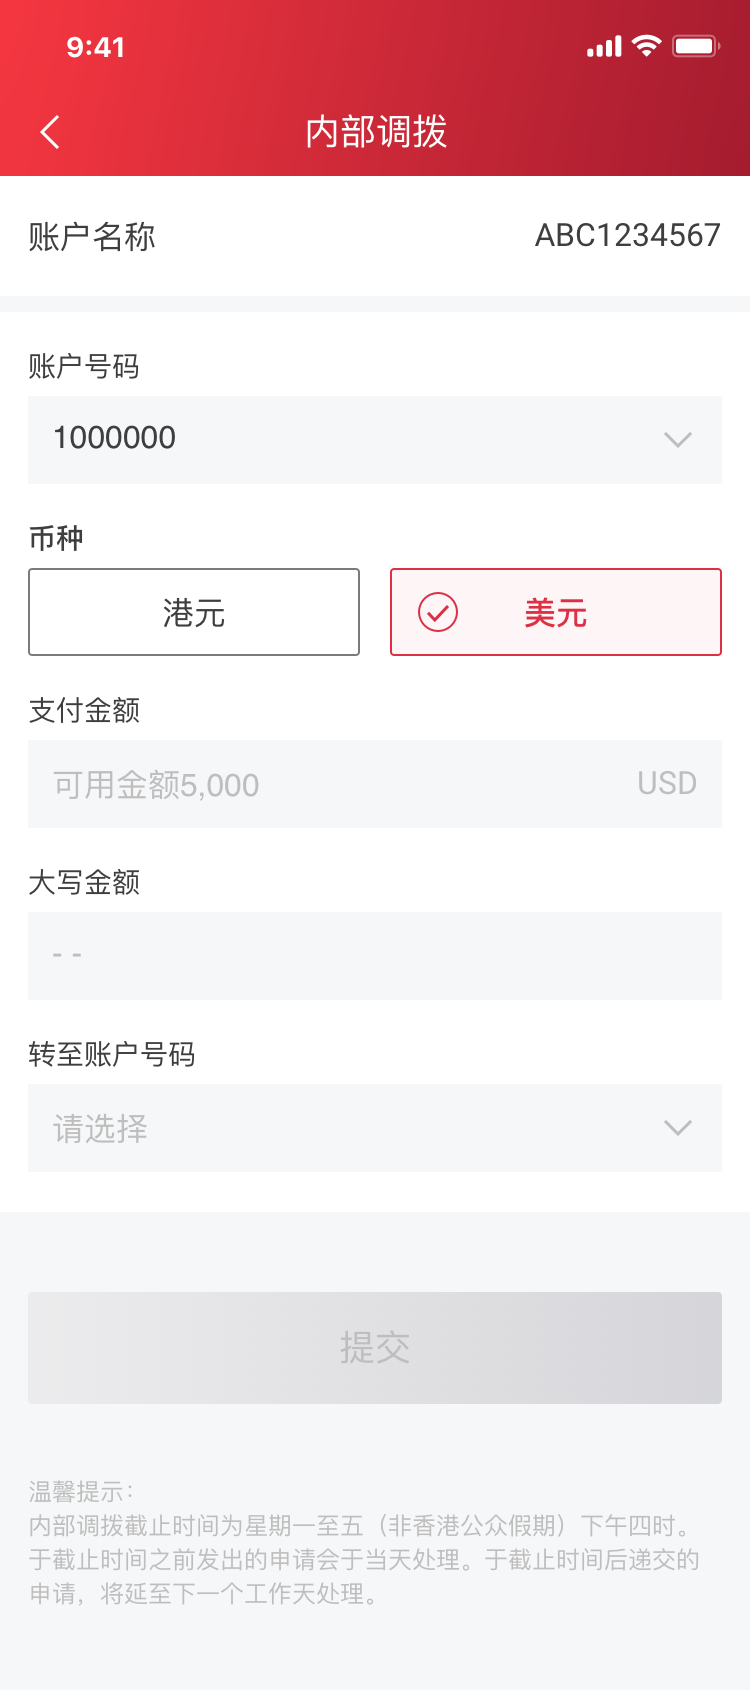 9:41
内部调拨
账户名称 ABC1234567
账户号码
1000000
币种
港元 美元
支付金额
可用金额5,000 USD
大写金额
- -
转至账户号码
请选择
提交
温馨提示：
内部调拨截止时间为星期一至五（非香港公众假期）下午四时。
于截止时间之前发出的申请会于当天处理。于截止时间后递交的
申请，将延至下一个工作天处理。